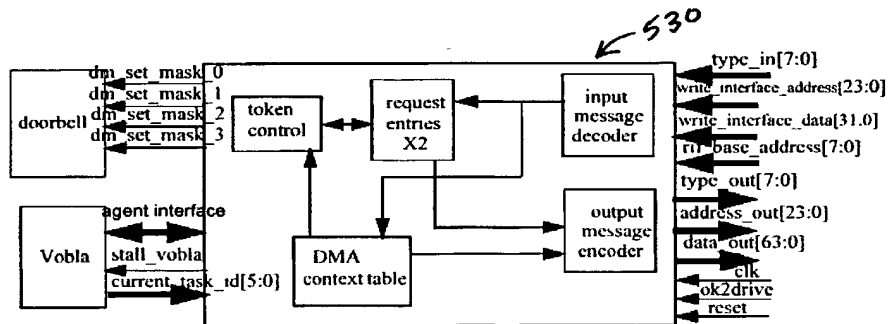 530
dm_set_mask_0
dm_set_mask_1
dm_set_mask_2
dm_set_mask_3
doorbell
token
control
request
entries
X2
input
message
decoder
type_in[7:0]
write_interface_address[23:0]
write_interface_data[31.0]
rif_base_address[7:0]
type_out[7:0]
address_out[23:0]
data_out[63:0]
clk
ok2drive
reset
agent interface
Vobla
stall_vobla
current_task_id[5:0]
DMA
context table
output
message
encoder